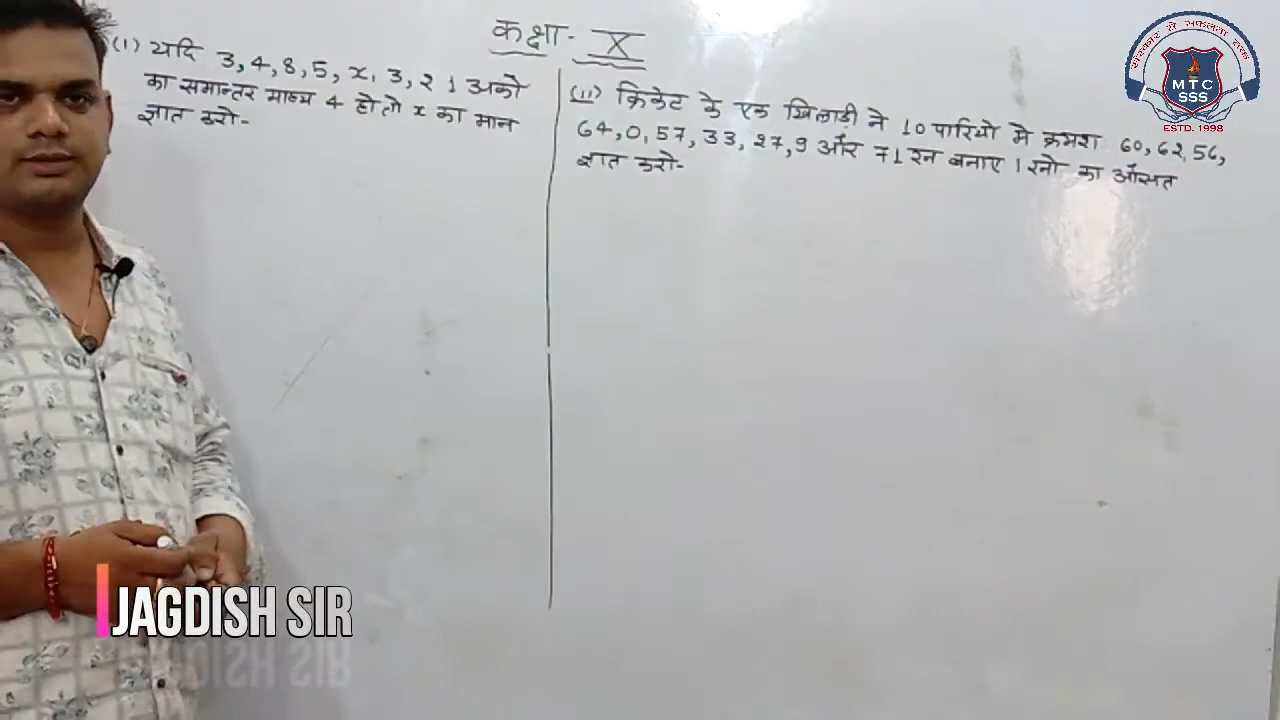 कक्षा- X
(I) यदि 3, 4, 8, 5, x, 3, 2, 1 अंको
का समान्तर माध्य 4 हो तो x का मान
ज्ञात करो-
(II) क्रिकेट के एक खिलाड़ी ने 10 पारियो मे क्रमश 60, 62, 56,
64, 0, 57, 33, 27, 9 और 71 रन बनाए । रनो का औसत
ज्ञात करो-
संस्कार से सफलता तक
MTC
SSS
ESTD. 1998
JAGDISH SIR